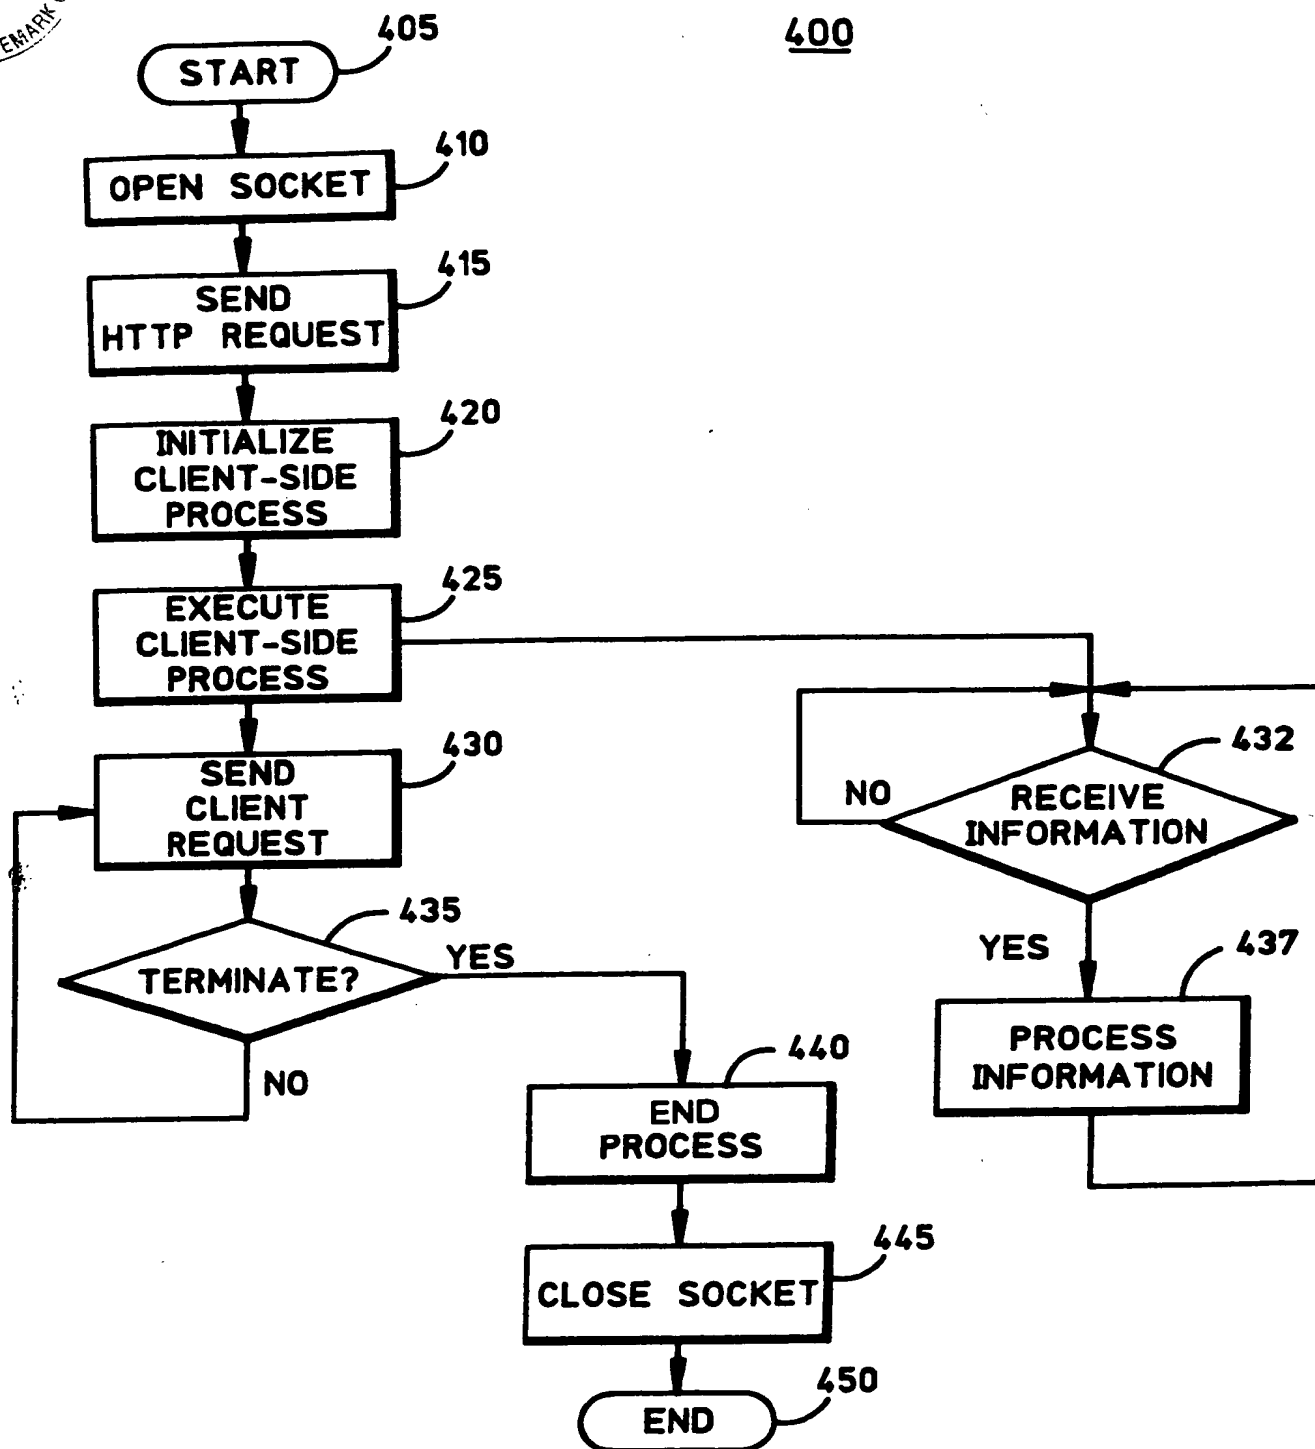 EMARK
400
405
START
410
OPEN SOCKET
415
SEND
HTTP REQUEST
420
INITIALIZE
CLIENT-SIDE
PROCESS
425
EXECUTE
CLIENT-SIDE
PROCESS
430
SEND
CLIENT
REQUEST
435
TERMINATE?
YES
NO
432
RECEIVE
INFORMATION
NO
YES
437
PROCESS
INFORMATION
440
END
PROCESS
445
CLOSE SOCKET
450
END